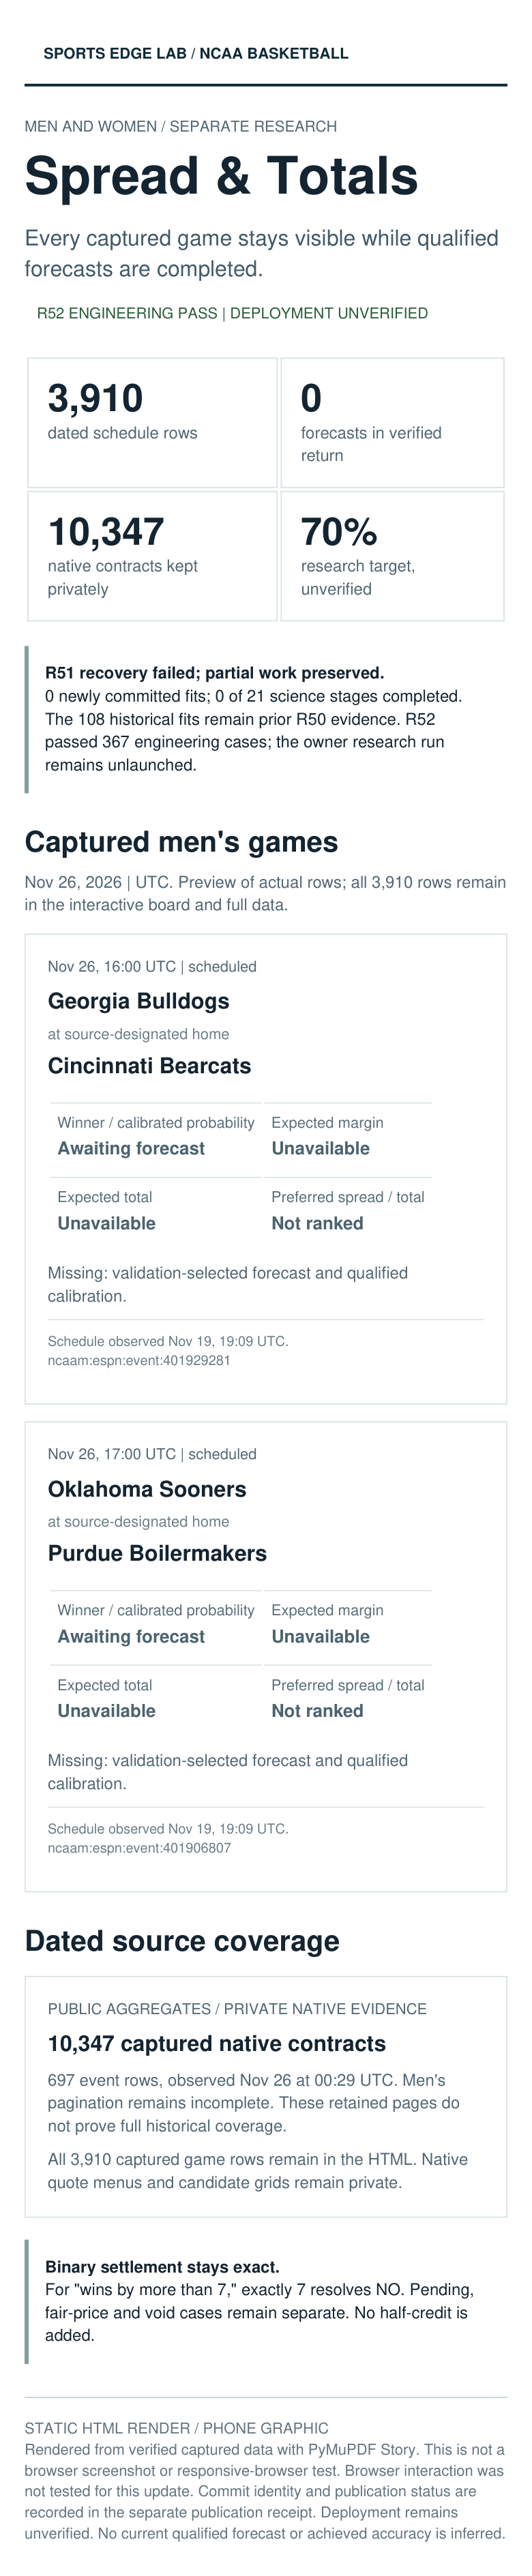 SPORTS EDGE LAB / NCAA BASKETBALL
MEN AND WOMEN / SEPARATE RESEARCH
Spread & Totals
Every captured game stays visible while qualified
forecasts are completed.
R52 ENGINEERING PASS | DEPLOYMENT UNVERIFIED
3,910
dated schedule rows
0
forecasts in verified
return
10,347
native contracts kept
privately
70%
research target,
unverified
R51 recovery failed; partial work preserved.
0 newly committed fits; 0 of 21 science stages completed.
The 108 historical fits remain prior R50 evidence. R52
passed 367 engineering cases; the owner research run
remains unlaunched.
Captured men's games
Nov 26, 2026 | UTC. Preview of actual rows; all 3,910 rows remain
in the interactive board and full data.
Nov 26, 16:00 UTC | scheduled
Georgia Bulldogs
at source-designated home
Cincinnati Bearcats
Winner / calibrated probability
Awaiting forecast
Expected margin
Unavailable
Expected total
Unavailable
Preferred spread / total
Not ranked
Missing: validation-selected forecast and qualified
calibration.
Schedule observed Nov 19, 19:09 UTC.
ncaam:espn:event:401929281
Nov 26, 17:00 UTC | scheduled
Oklahoma Sooners
at source-designated home
Purdue Boilermakers
Winner / calibrated probability
Awaiting forecast
Expected margin
Unavailable
Expected total
Unavailable
Preferred spread / total
Not ranked
Missing: validation-selected forecast and qualified
calibration.
Schedule observed Nov 19, 19:09 UTC.
ncaam:espn:event:401906807
Dated source coverage
PUBLIC AGGREGATES / PRIVATE NATIVE EVIDENCE
10,347 captured native contracts
697 event rows, observed Nov 26 at 00:29 UTC. Men's
pagination remains incomplete. These retained pages do
not prove full historical coverage.
All 3,910 captured game rows remain in the HTML. Native
quote menus and candidate grids remain private.
Binary settlement stays exact.
For "wins by more than 7," exactly 7 resolves NO. Pending,
fair-price and void cases remain separate. No half-credit is
added.
STATIC HTML RENDER / PHONE GRAPHIC
Rendered from verified captured data with PyMuPDF Story. This is not a
browser screenshot or responsive-browser test. Browser interaction was
not tested for this update. Commit identity and publication status are
recorded in the separate publication receipt. Deployment remains
unverified. No current qualified forecast or achieved accuracy is inferred.